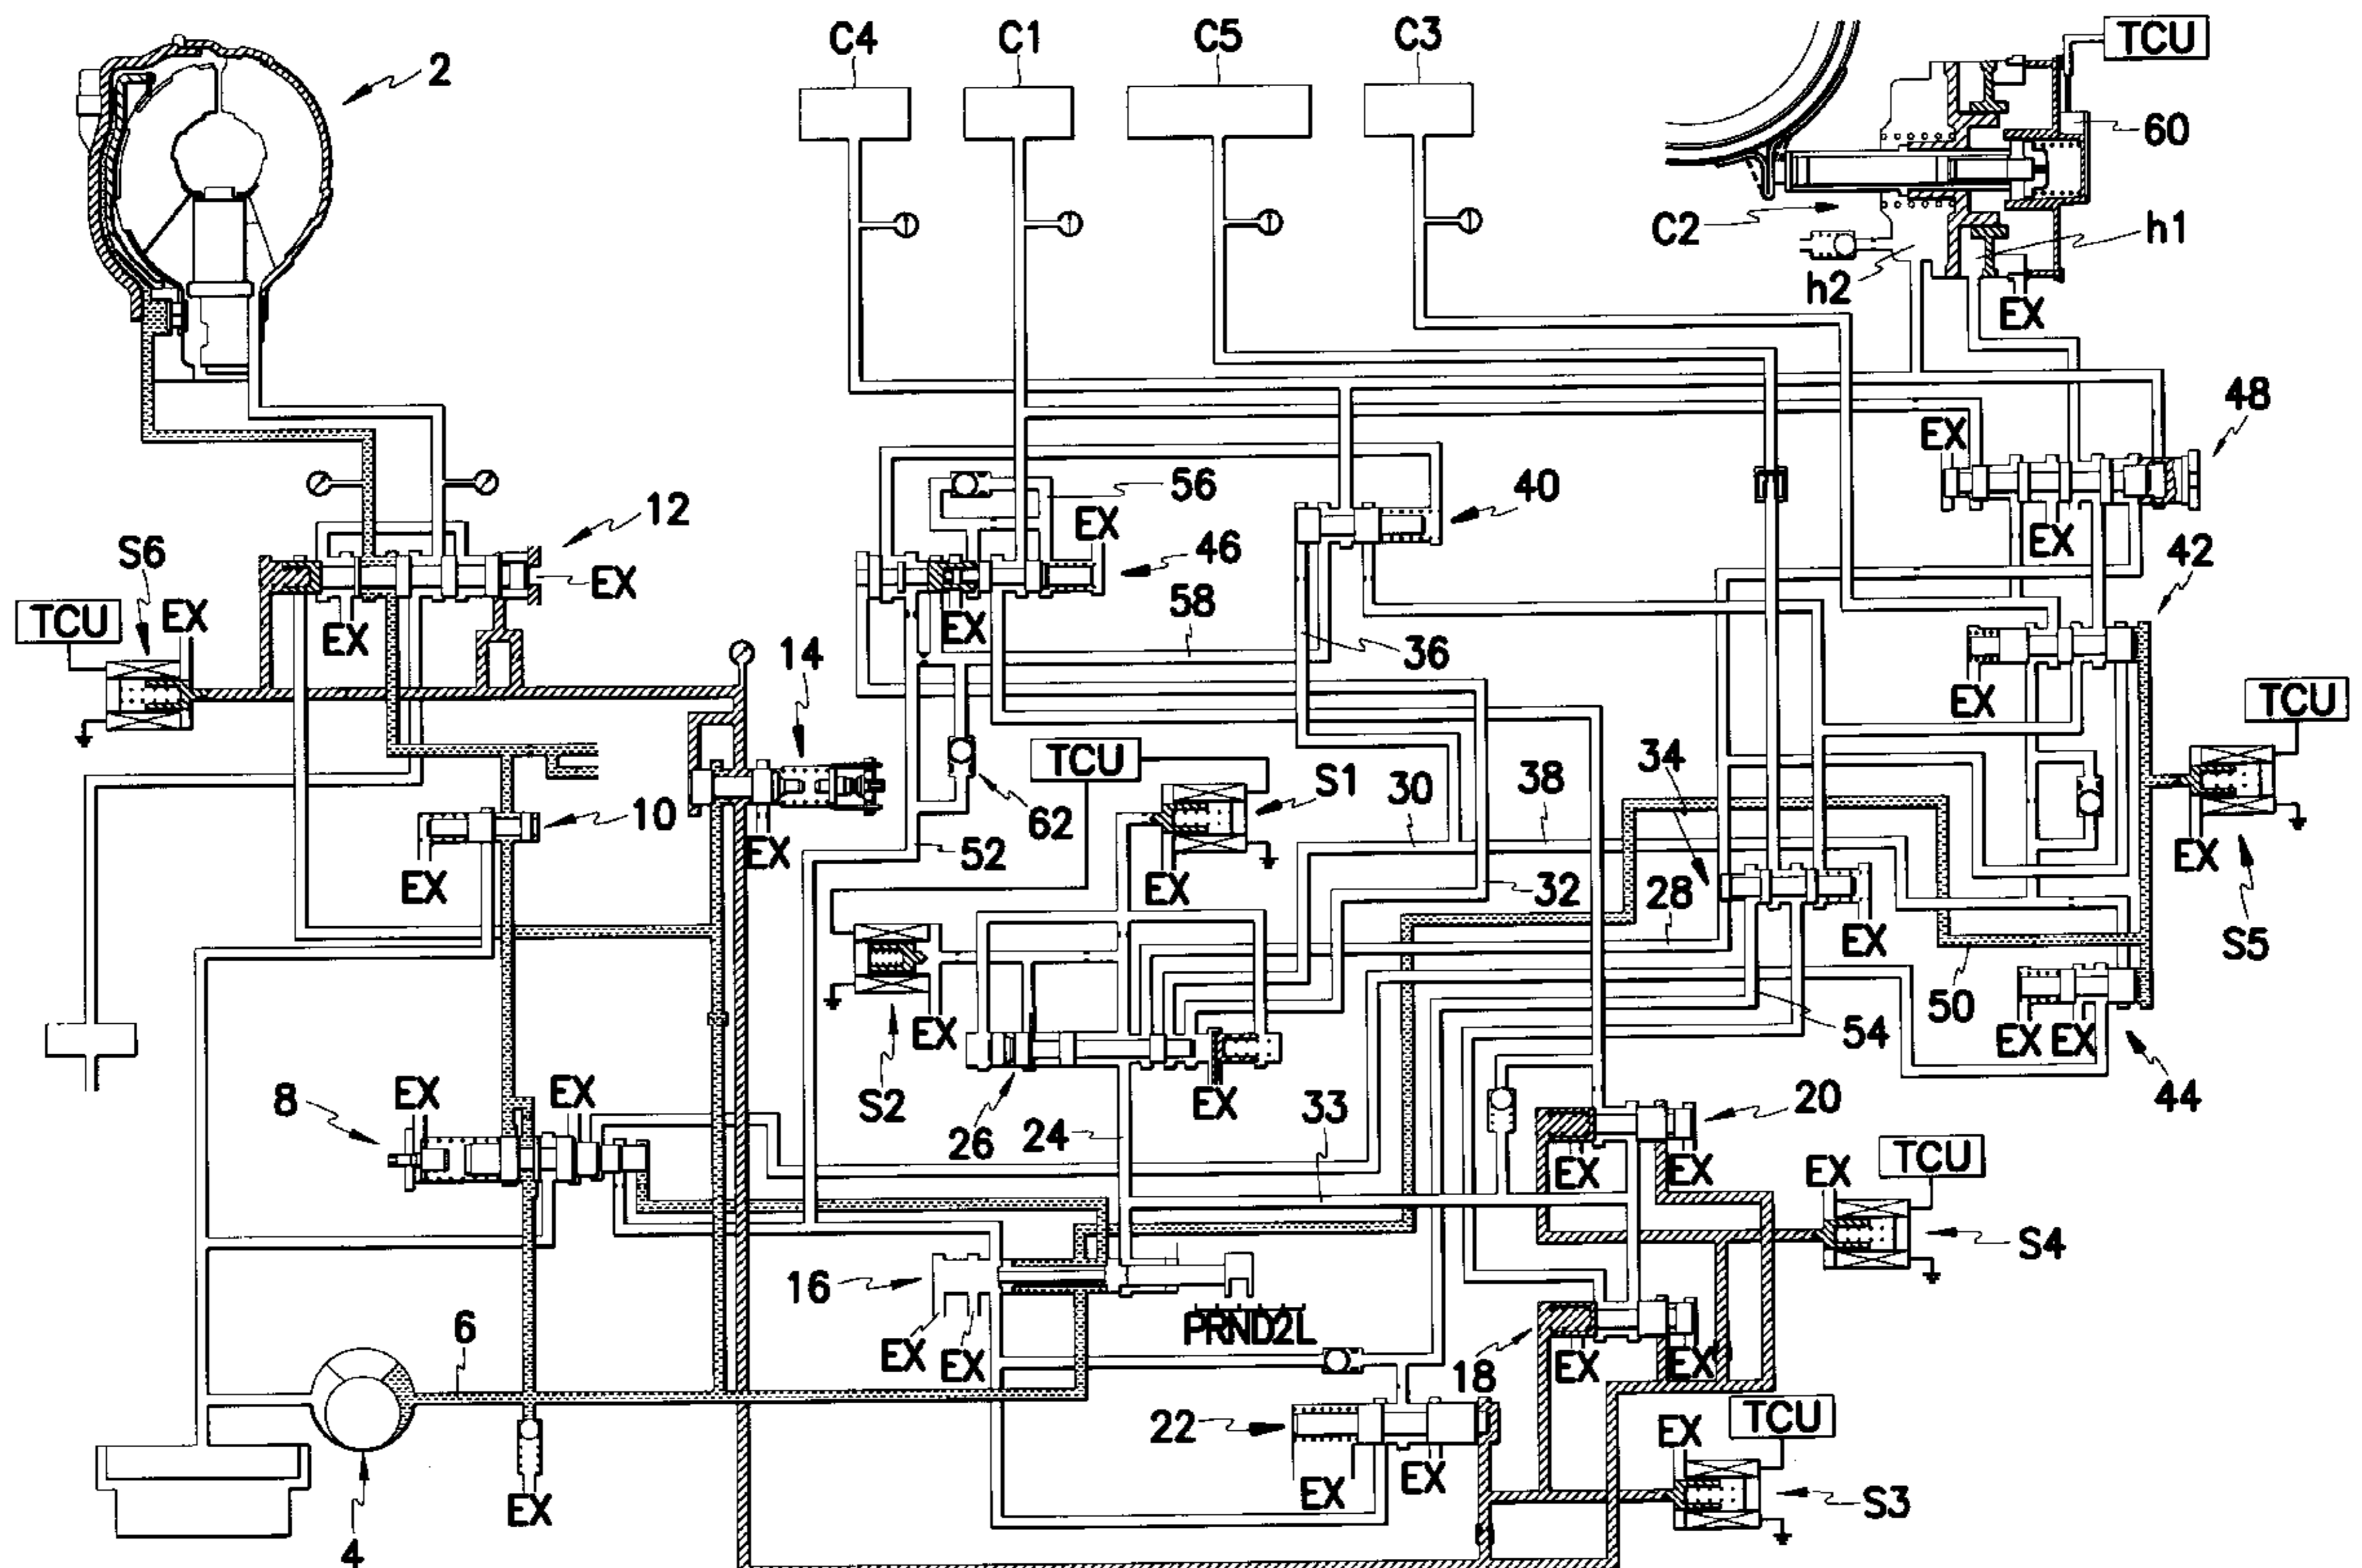 C4 C1 C5 C3 TCU
2
60
C2 h1
h2
EX
48
EX
12 56 40
S6 EX 46 EX 42
EX
TCU EX EX EX 58 36
14
EX TCU
TCU 34
10 62 S1 30 38
EX
EX 52 EX 32 28 EX
EX S5
EX 50 54 EX EX
8 EX EX S2 26 24 EX 33 20 44
EX EX EX TCU
S4
16
PRND2L
6 EX EX 18 EX EX
TCU
22 EX
EX EX S3
EX
4